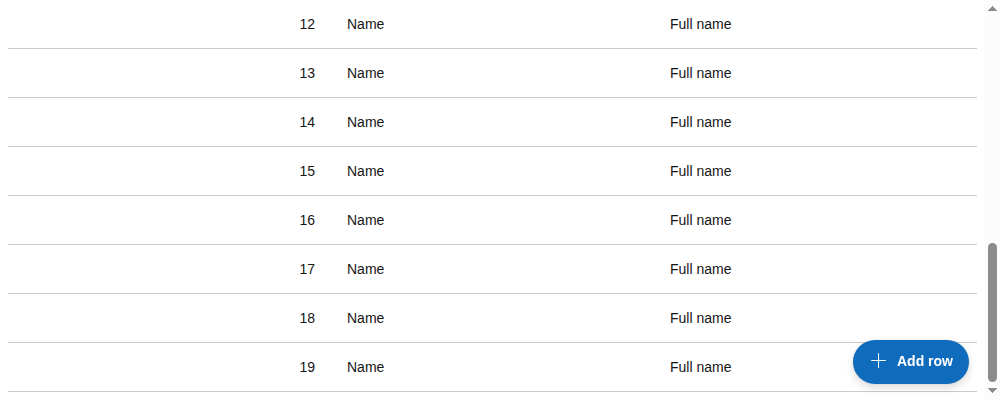 12 Name Full name
13 Name Full name
14 Name Full name
15 Name Full name
16 Name Full name
17 Name Full name
18 Name Full name
19 Name Full name
Add row